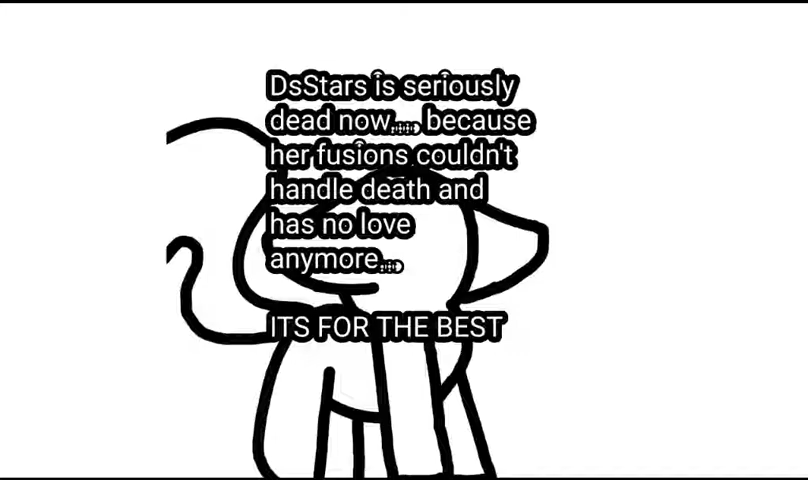 DsStars is seriously
dead now.... because
her fusions couldn't
handle death and
has no love
anymore...
ITS FOR THE BEST